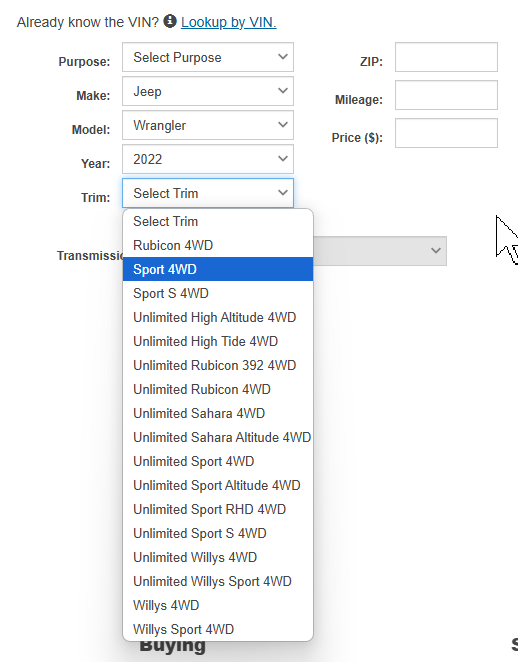 Already know the VIN? Lookup by VIN.
Purpose: Select Purpose
ZIP:
Make: Jeep
Mileage:
Model: Wrangler
Price ($):
Year: 2022
Trim: Select Trim
Select Trim
Rubicon 4WD
Sport 4WD
Sport S 4WD
Unlimited High Altitude 4WD
Unlimited High Tide 4WD
Unlimited Rubicon 392 4WD
Unlimited Rubicon 4WD
Unlimited Sahara 4WD
Unlimited Sahara Altitude 4WD
Unlimited Sport 4WD
Unlimited Sport Altitude 4WD
Unlimited Sport RHD 4WD
Unlimited Sport S 4WD
Unlimited Willys 4WD
Unlimited Willys Sport 4WD
Willys 4WD
Willys Sport 4WD
Transmissi
Buying